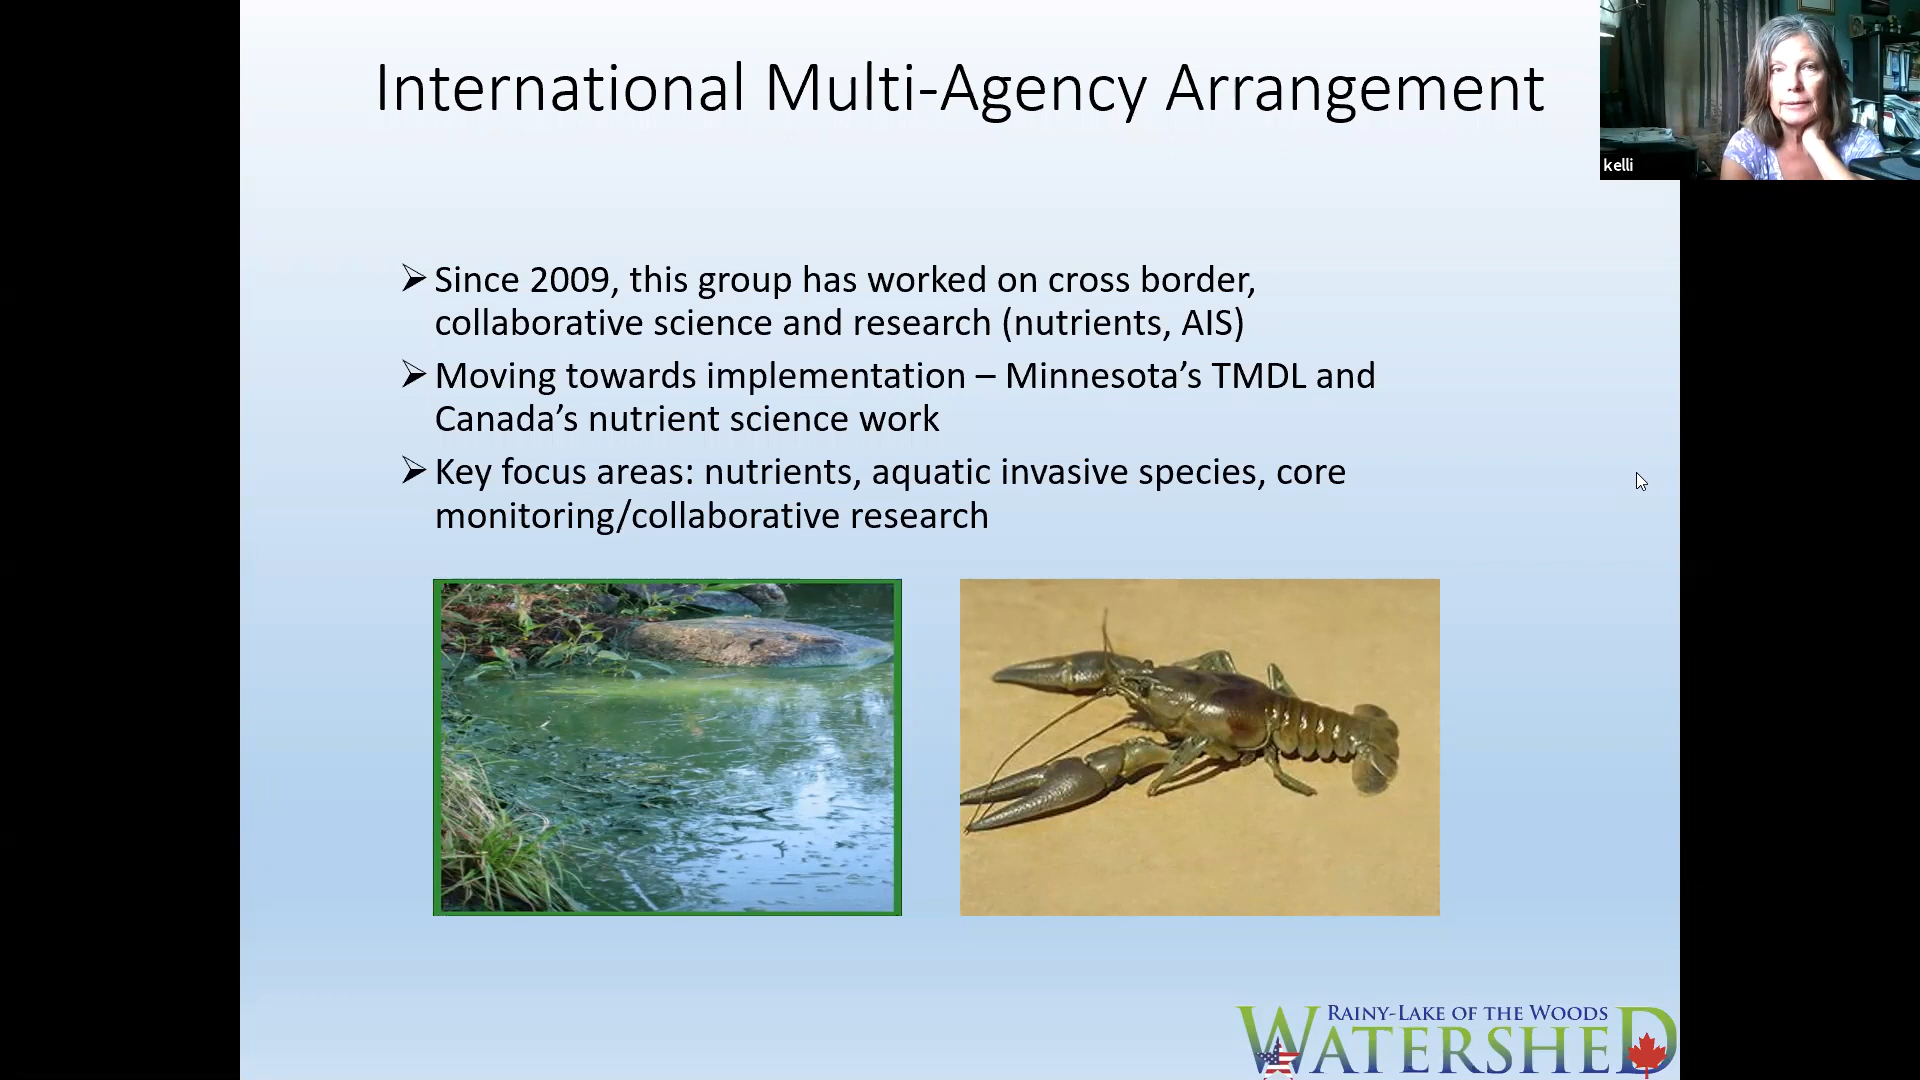 International Multi-Agency Arrangement
kelli
➢ Since 2009, this group has worked on cross border,
collaborative science and research (nutrients, AIS)
➢ Moving towards implementation – Minnesota’s TMDL and
Canada’s nutrient science work
➢ Key focus areas: nutrients, aquatic invasive species, core
monitoring/collaborative research
RAINY-LAKE OF THE WOODS
WATERSHED